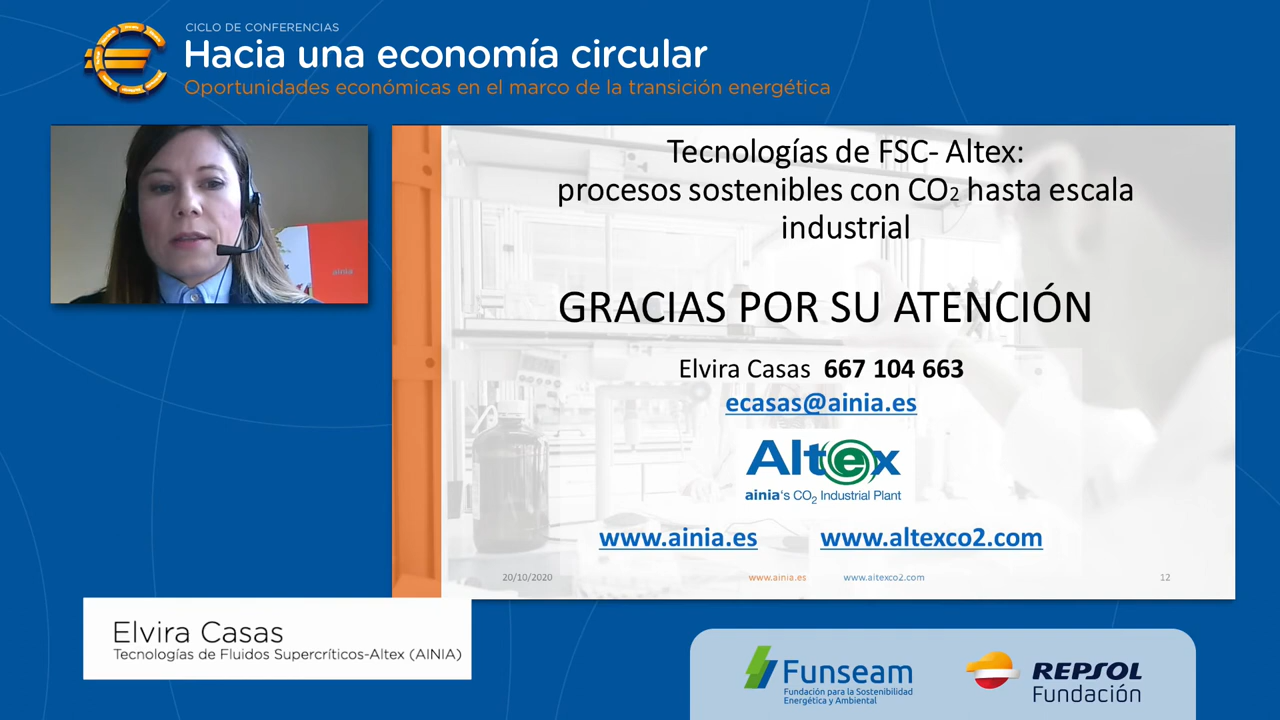 CICLO DE CONFERENCIAS
Hacia una economía circular
Oportunidades económicas en el marco de la transición energética
Tecnologías de FSC- Altex:
procesos sostenibles con CO2 hasta escala
industrial
GRACIAS POR SU ATENCIÓN
Elvira Casas 667 104 663
ecasas@ainia.es
Altex
ainia's CO2 Industrial Plant
www.ainia.es www.altexco2.com
20/10/2020 www.ainia.es www.altexco2.com 12
ainia
Elvira Casas
Tecnologías de Fluidos Supercríticos-Altex (AINIA)
Funseam
Fundación para la Sostenibilidad
Energética y Ambiental
REPSOL
Fundación